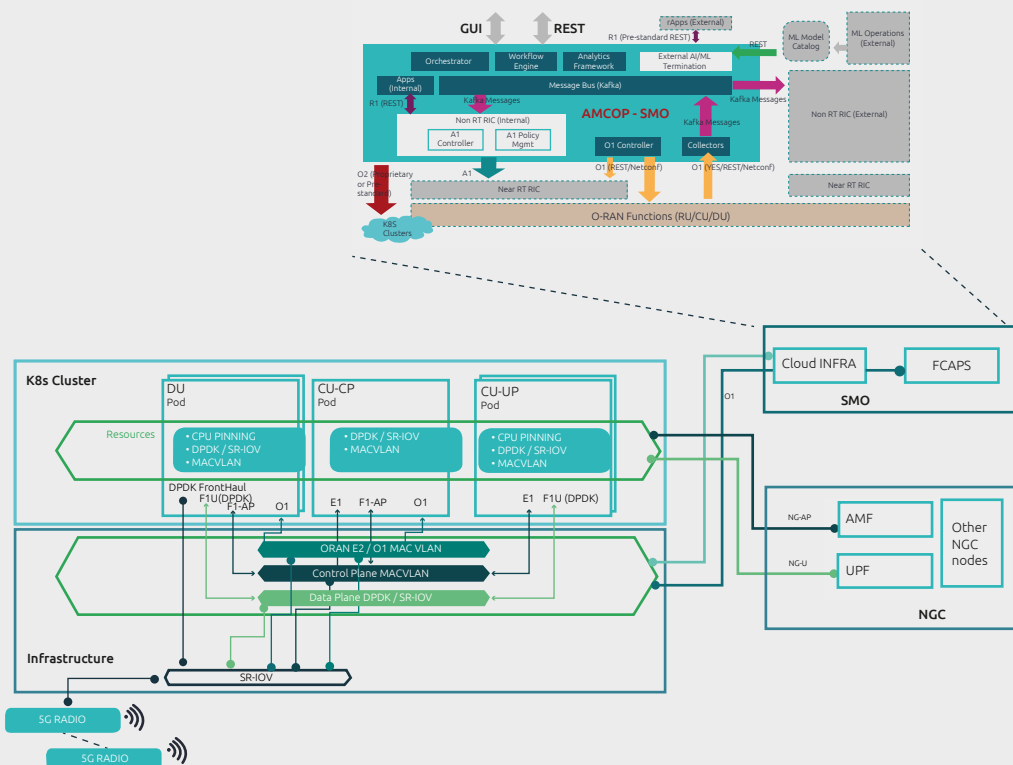 GUI
REST
rApps (External)
R1 (Pre-standard REST)
REST
ML Model
Catalog
ML Operations
(External)
Orchestrator
Workflow
Engine
Analytics
Framework
External AI/ML
Termination
Apps
(Internal)
Message Bus (Kafka)
R1 (REST)
Kafka Messages
Kafka Messages
Non RT RIC (Internal)
AMCOP - SMO
Kafka Messages
Non RT RIC (External)
A1
Controller
A1 Policy
Mgmt
O1 Controller
Collectors
O2 (Proprietary
or Pre-
standard)
A1
O1 (REST/Netconf)
O1 (YES/REST/Netconf)
Near RT RIC
Near RT RIC
K8S
Clusters
O-RAN Functions (RU/CU/DU)
K8s Cluster
DU
Pod
CU-CP
Pod
CU-UP
Pod
Cloud INFRA
FCAPS
SMO
O1
Resources
• CPU PINNING
• DPDK / SR-IOV
• MACVLAN
• DPDK / SR-IOV
• MACVLAN
• CPU PINNING
• DPDK / SR-IOV
• MACVLAN
DPDK FrontHaul
F1U(DPDK)
F1-AP
O1
E1
F1-AP
O1
E1
F1U (DPDK)
NG-AP
AMF
Other
NGC
nodes
NG-U
UPF
NGC
ORAN E2 / O1 MAC VLAN
Control Plane MACVLAN
Data Plane DPDK / SR-IOV
Infrastructure
SR-IOV
5G RADIO
5G RADIO